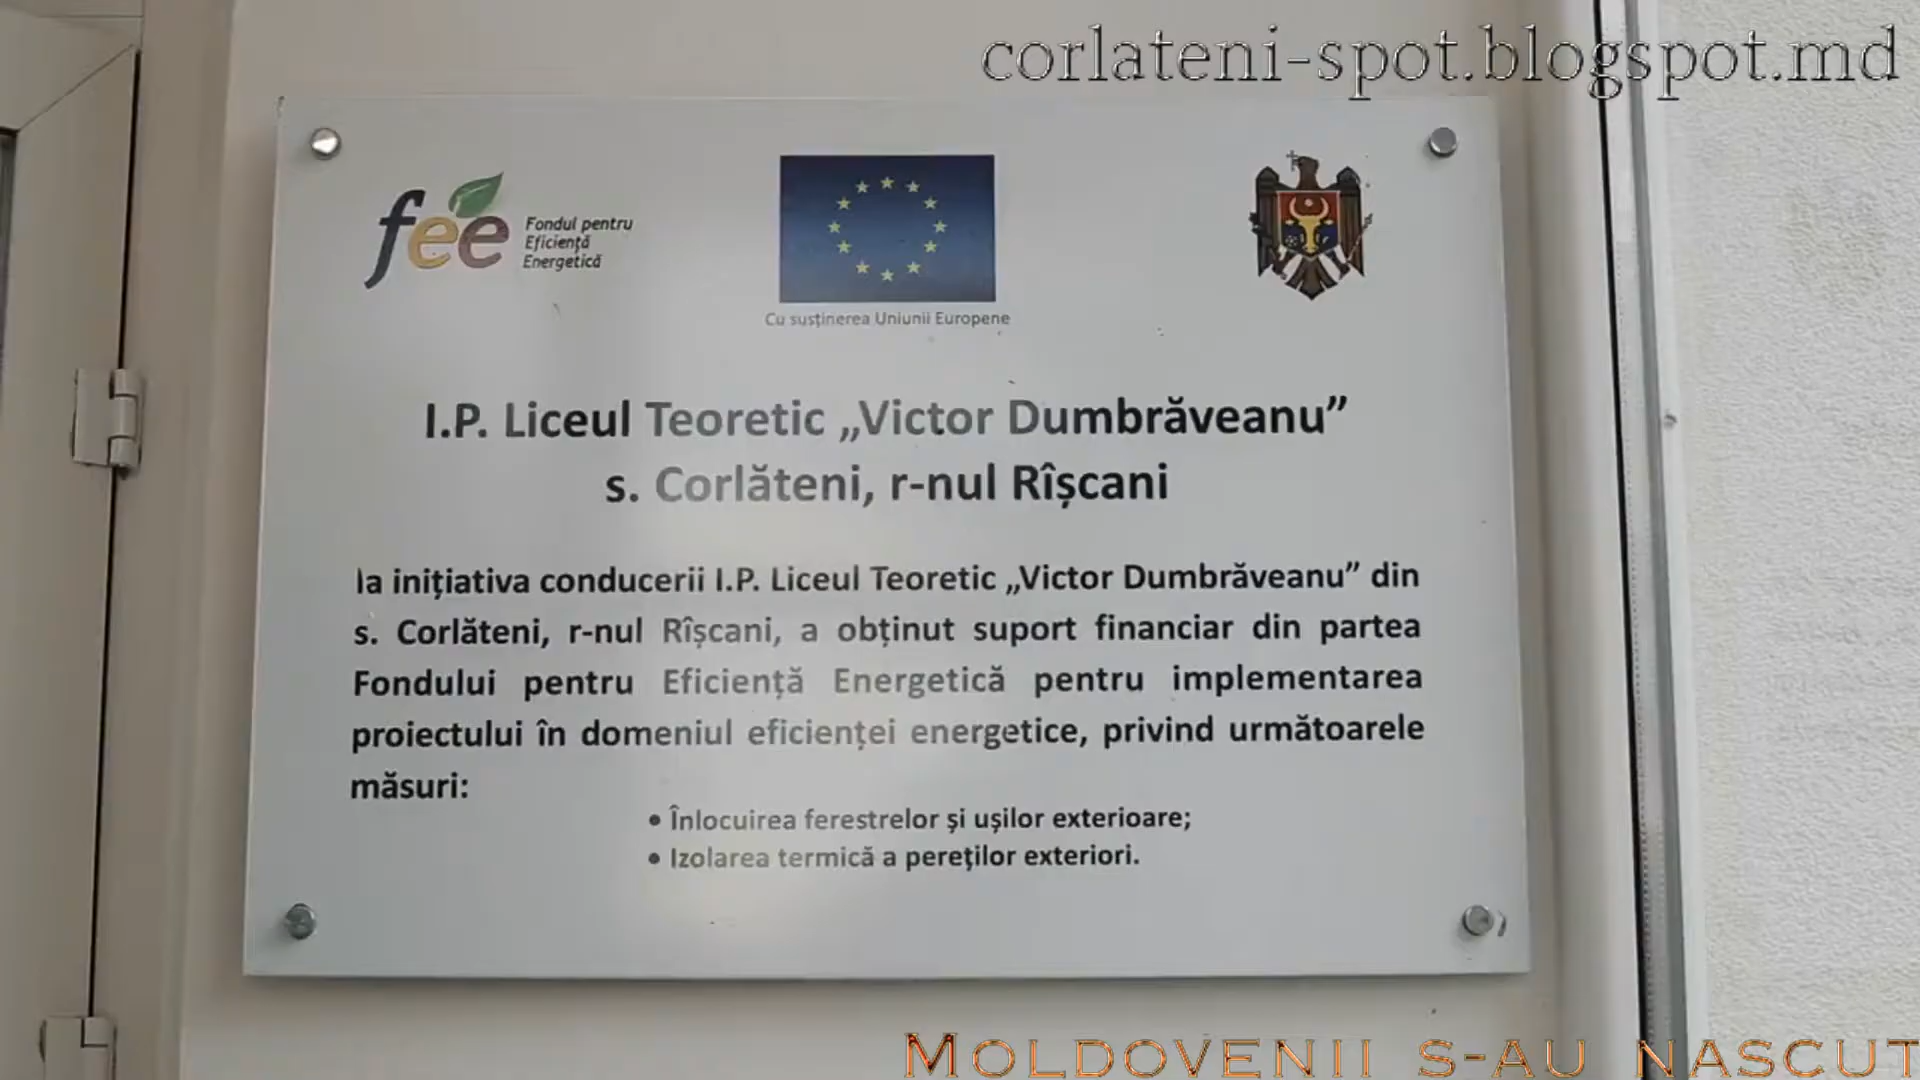 corlateni-spot.blogspot.md
fee Fondul pentru
Eficiență
Energetică
Cu susținerea Uniunii Europene
I.P. Liceul Teoretic „Victor Dumbrăveanu”
s. Corlăteni, r-nul Rîșcani
la inițiativa conducerii I.P. Liceul Teoretic „Victor Dumbrăveanu” din
s. Corlăteni, r-nul Rîșcani, a obținut suport financiar din partea
Fondului pentru Eficiență Energetică pentru implementarea
proiectului în domeniul eficienței energetice, privind următoarele
măsuri:
• Înlocuirea ferestrelor și ușilor exterioare;
• Izolarea termică a pereților exteriori.
MOLDOVENII S-AU NASCUT